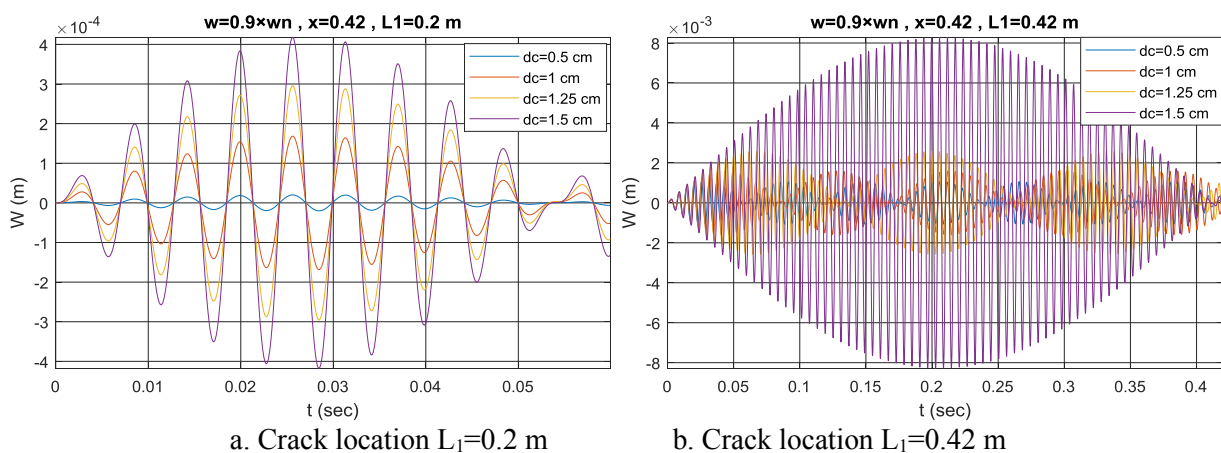 w=0.9×wn , x=0.42 , L1=0.2 m
×10⁻⁴
4
3
2
1
0
-1
-2
-3
-4
W (m)
dc=0.5 cm
dc=1 cm
dc=1.25 cm
dc=1.5 cm
0 0.01 0.02 0.03 0.04 0.05
t (sec)
a. Crack location L₁=0.2 m
w=0.9×wn , x=0.42 , L1=0.42 m
×10⁻³
8
6
4
2
0
-2
-4
-6
-8
W (m)
dc=0.5 cm
dc=1 cm
dc=1.25 cm
dc=1.5 cm
0 0.05 0.1 0.15 0.2 0.25 0.3 0.35 0.4
t (sec)
b. Crack location L₁=0.42 m